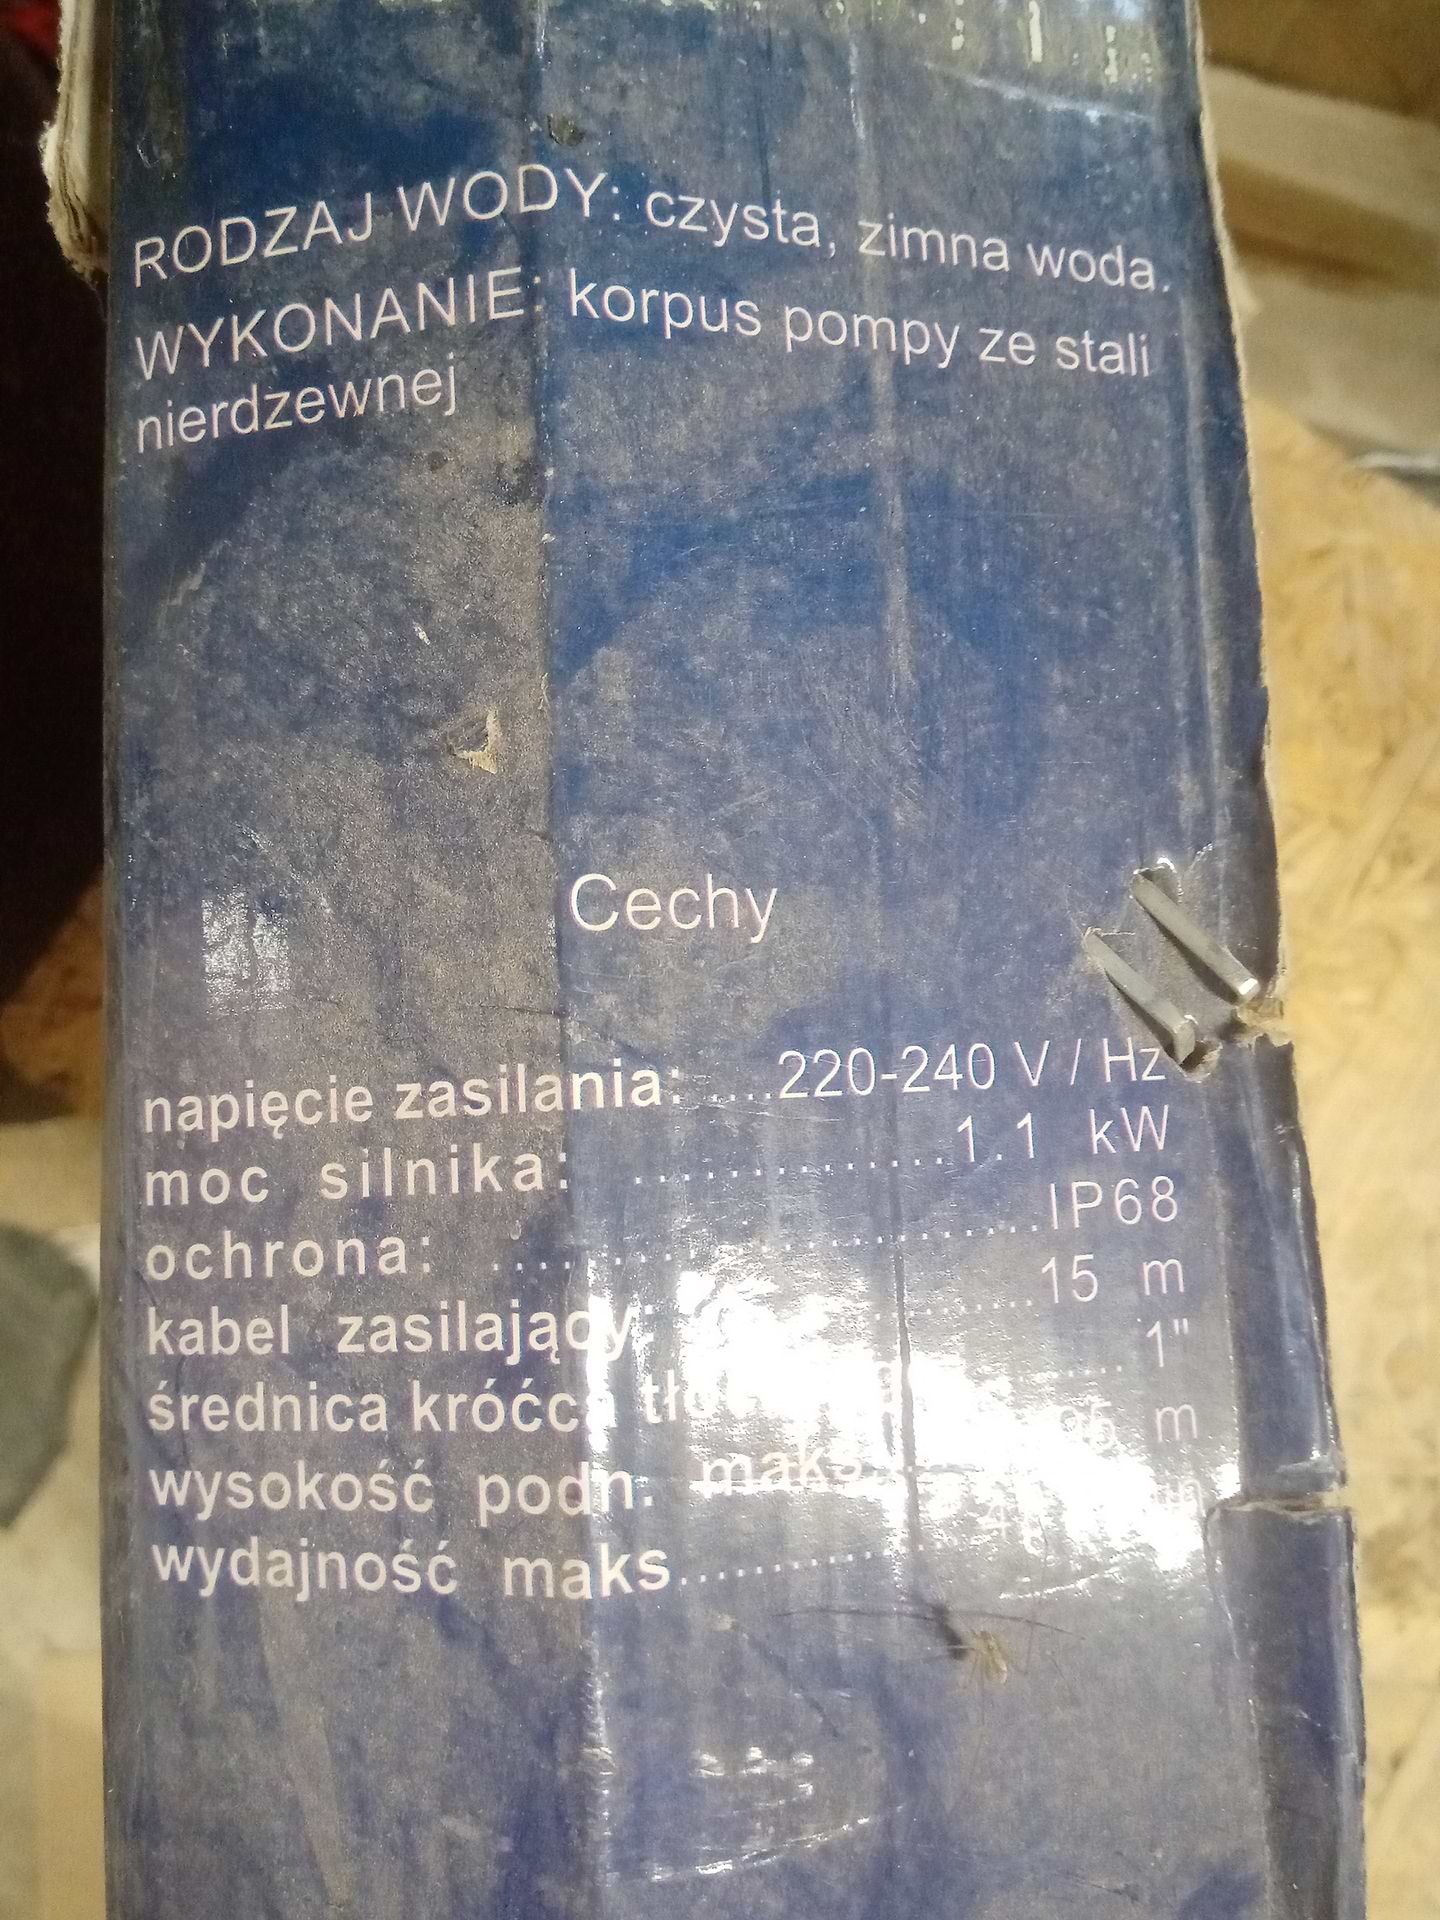 RODZAJ WODY: czysta, zimna woda.
WYKONANIE: korpus pompy ze stali
nierdzewnej
Cechy
napięcie zasilania: ....220-240 V / Hz
moc silnika: ................1.1 kW
ochrona: ............................IP68
kabel zasilający: ..............15 m
średnica króćca ... 1"
wysokość podn. maks. m
wydajność maks............